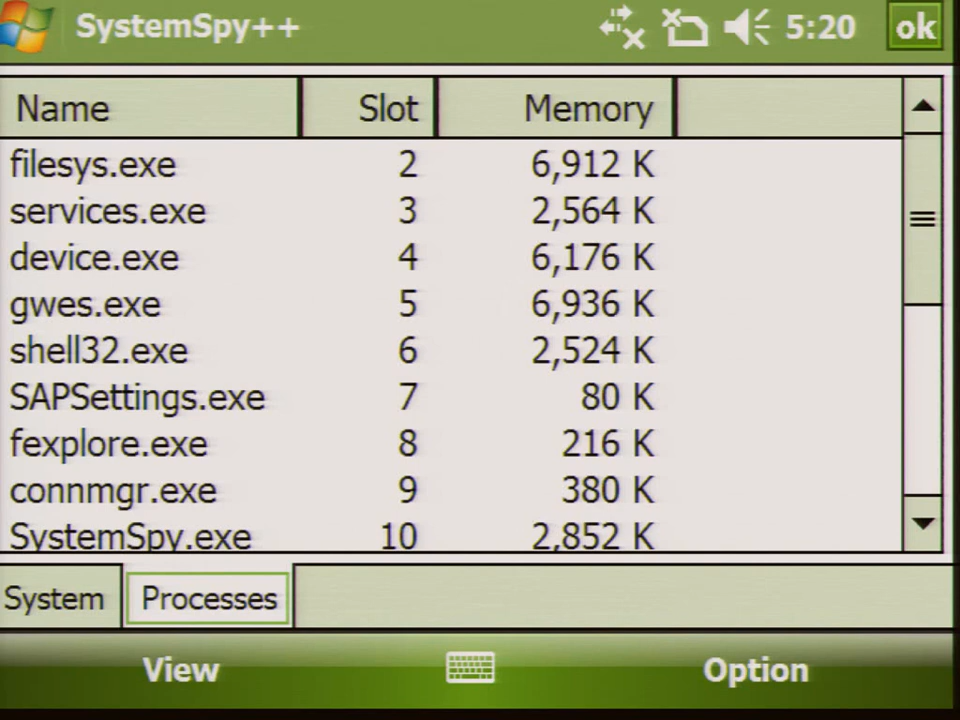 SystemSpy++ 5:20 ok
Name Slot Memory
filesys.exe 2 6,912 K
services.exe 3 2,564 K
device.exe 4 6,176 K
gwes.exe 5 6,936 K
shell32.exe 6 2,524 K
SAPSettings.exe 7 80 K
fexplore.exe 8 216 K
connmgr.exe 9 380 K
SystemSpy.exe 10 2,852 K
System Processes
View Option